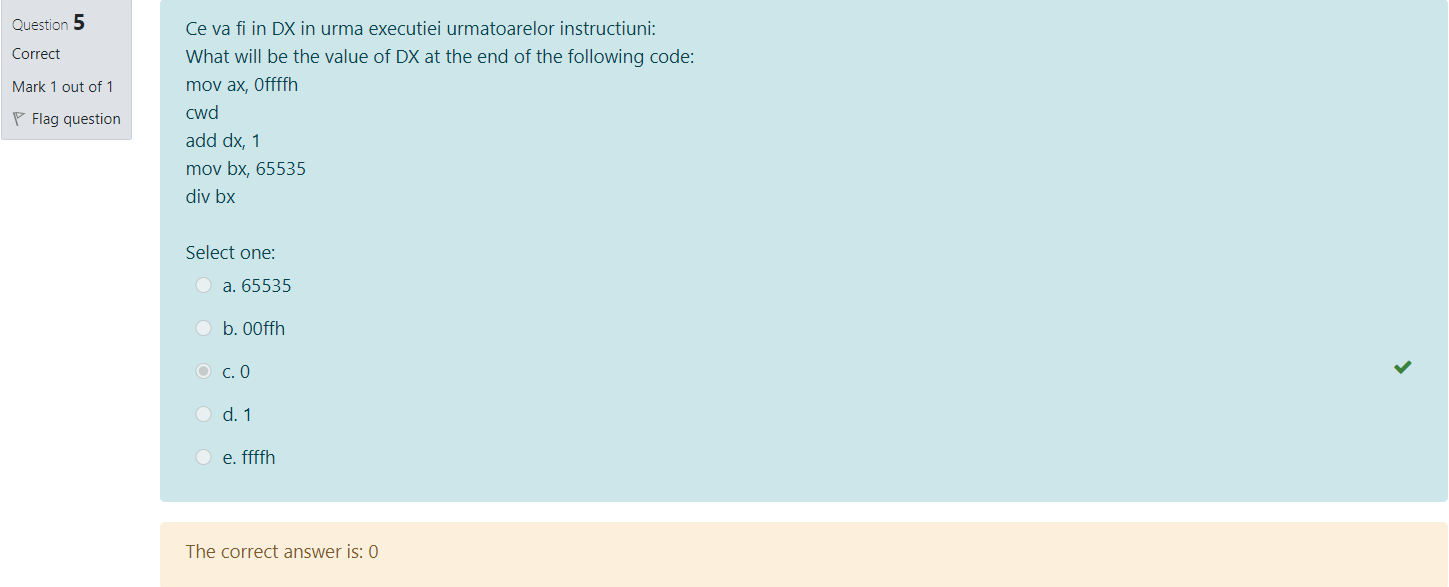 Question 5
Correct
Mark 1 out of 1
Flag question
Ce va fi in DX in urma executiei urmatoarelor instructiuni:
What will be the value of DX at the end of the following code:
mov ax, 0ffffh
cwd
add dx, 1
mov bx, 65535
div bx
Select one:
a. 65535
b. 00ffh
c. 0
d. 1
e. ffffh
The correct answer is: 0